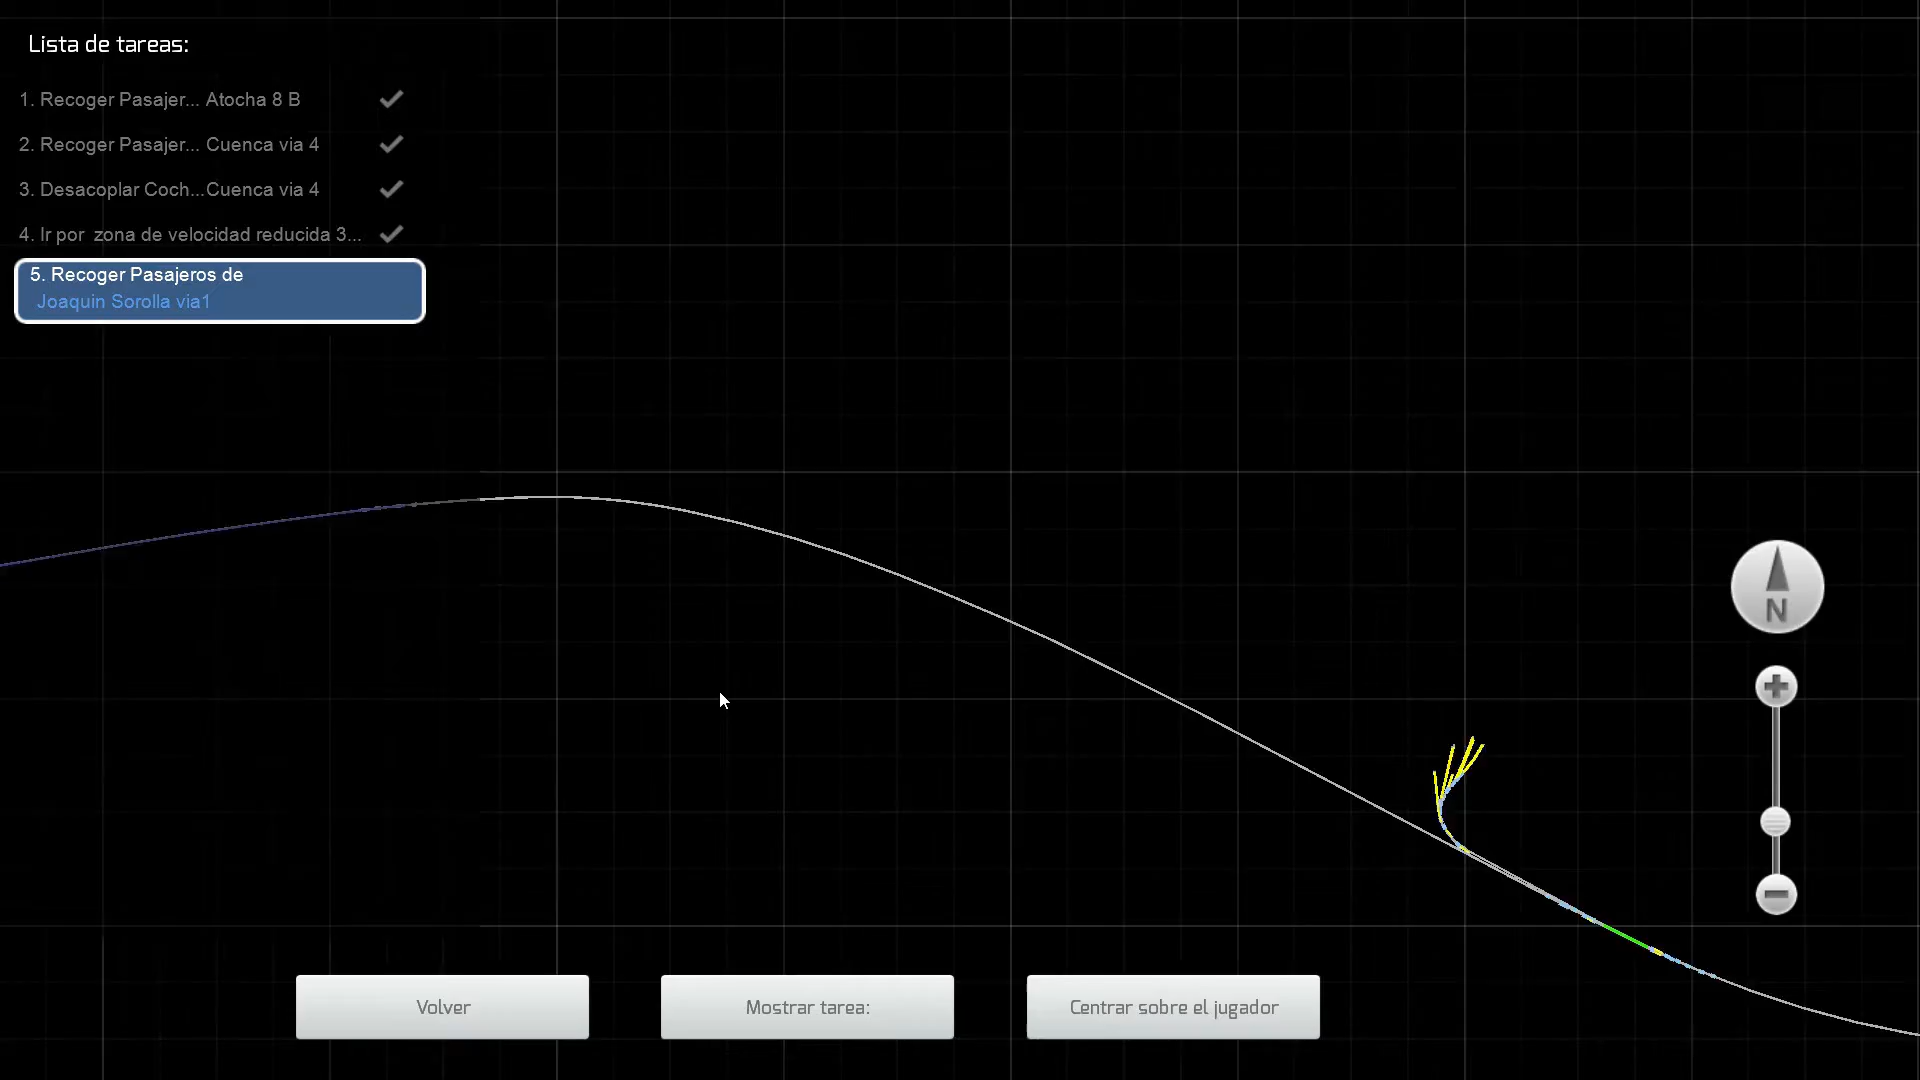 Lista de tareas:
1. Recoger Pasajer... Atocha 8 B
2. Recoger Pasajer... Cuenca via 4
3. Desacoplar Coch...Cuenca via 4
4. Ir por  zona de velocidad reducida 3...
5. Recoger Pasajeros de
Joaquin Sorolla via1
N
Volver
Mostrar tarea:
Centrar sobre el jugador